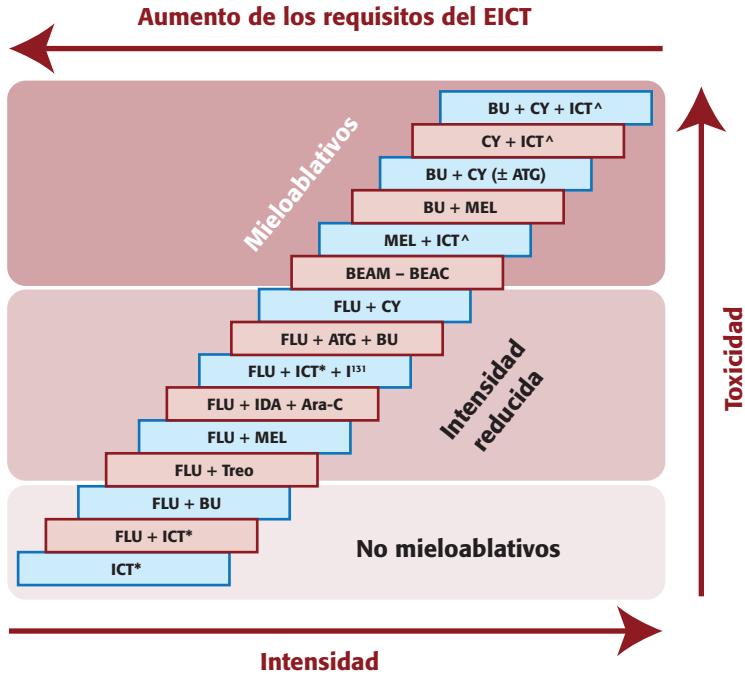 Aumento de los requisitos del EICT
Mieloablativos
BU + CY + ICT^
CY + ICT^
BU + CY (± ATG)
BU + MEL
MEL + ICT^
BEAM – BEAC
FLU + CY
FLU + ATG + BU
FLU + ICT* + I¹³¹
FLU + IDA + Ara-C
FLU + MEL
FLU + Treo
Intensidad
reducida
FLU + BU
FLU + ICT*
ICT*
No mieloablativos
Toxicidad
Intensidad